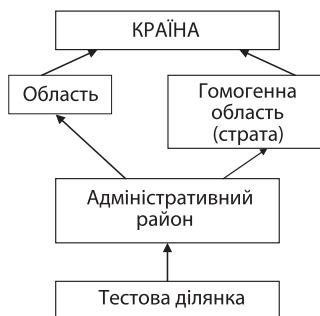 КРАЇНА
Область
Гомогенна
область
(страта)
Адміністративний
район
Тестова ділянка